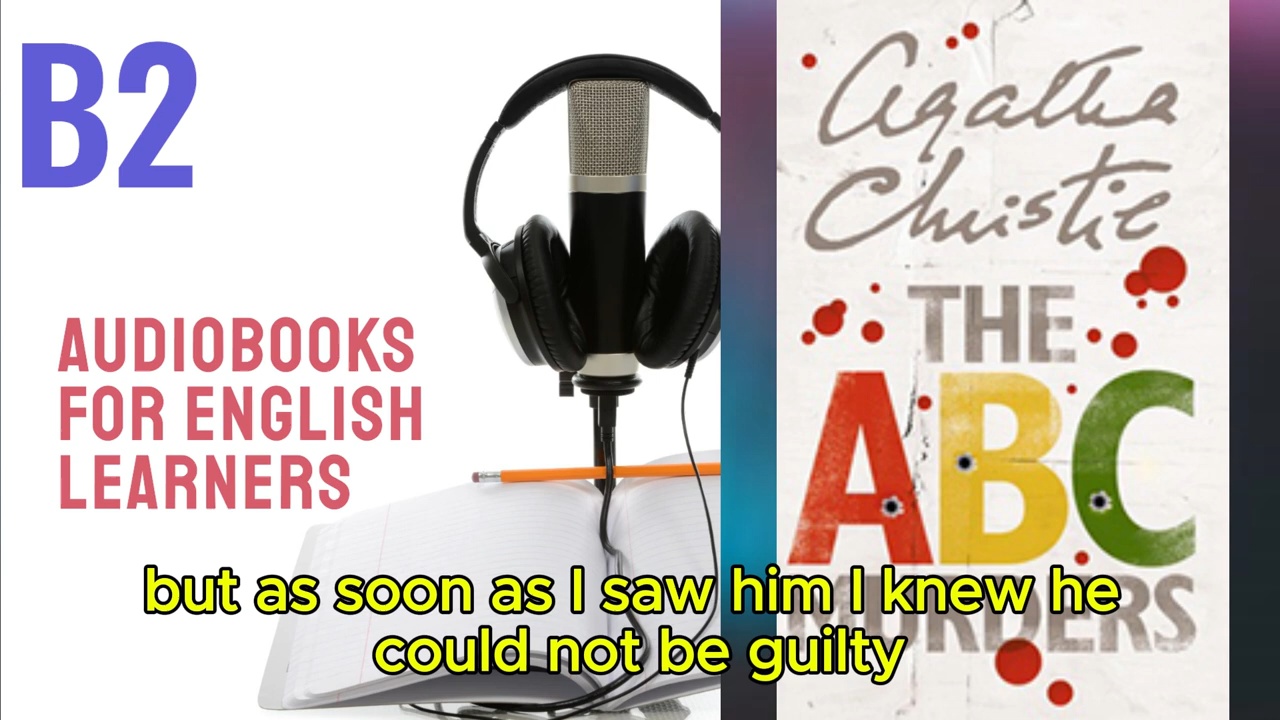 B2
AUDIOBOOKS
FOR ENGLISH
LEARNERS
Agatha
Christie
THE
ABC
MURDERS
but as soon as I saw him I knew he
could not be guilty